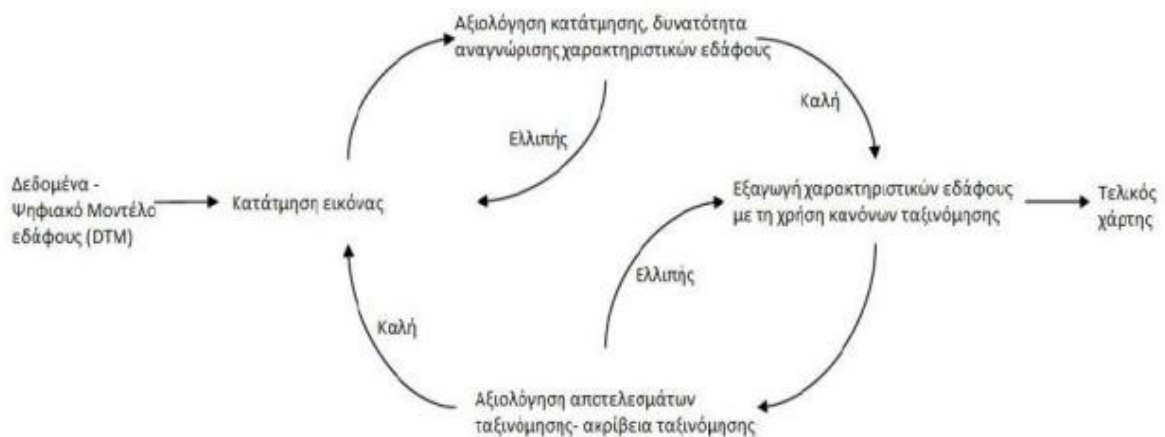 Αξιολόγηση κατάτμησης, δυνατότητα
αναγνώρισης χαρακτηριστικών εδάφους
Καλή
Ελλιπής
Δεδομένα -
Ψηφιακό Μοντέλο
εδάφους (DTM)
Κατάτμηση εικόνας
Εξαγωγή χαρακτηριστικών εδάφους
με τη χρήση κανόνων ταξινόμησης
Τελικός
χάρτης
Ελλιπής
Καλή
Αξιολόγηση αποτελεσμάτων
ταξινόμησης- ακρίβεια ταξινόμησης